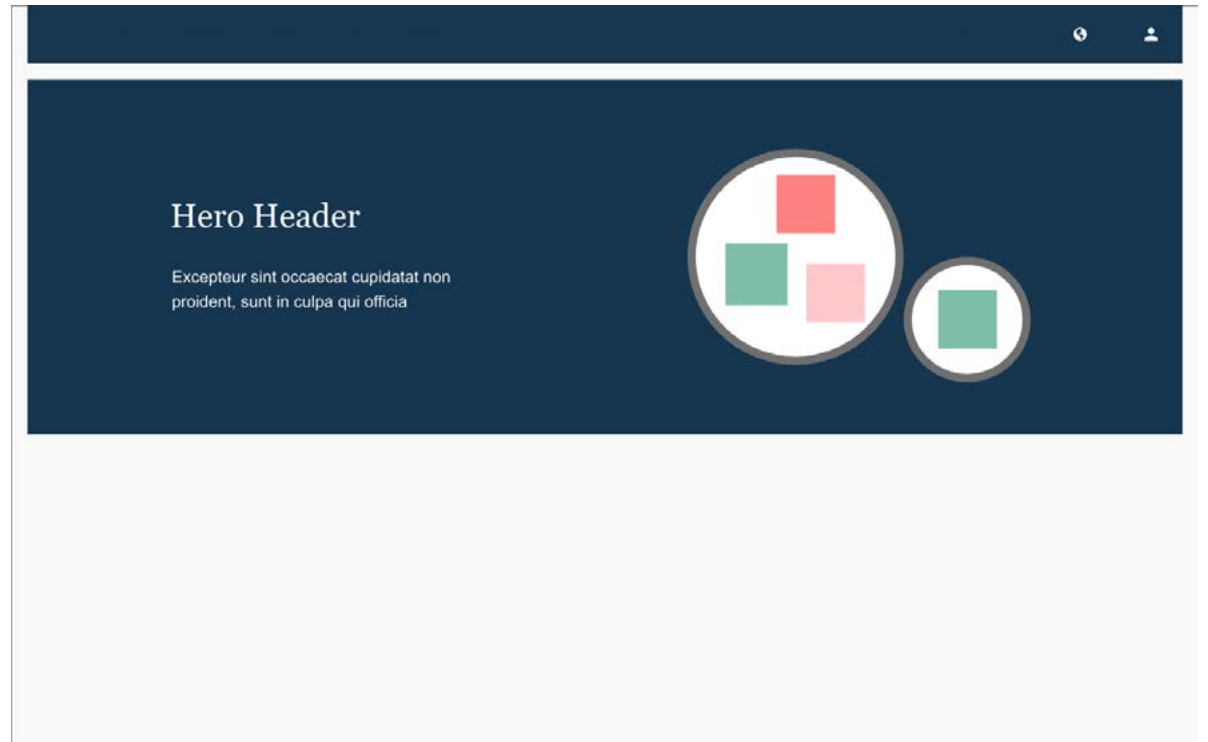 Hero Header
Excepteur sint occaecat cupidatat non
proident, sunt in culpa qui officia